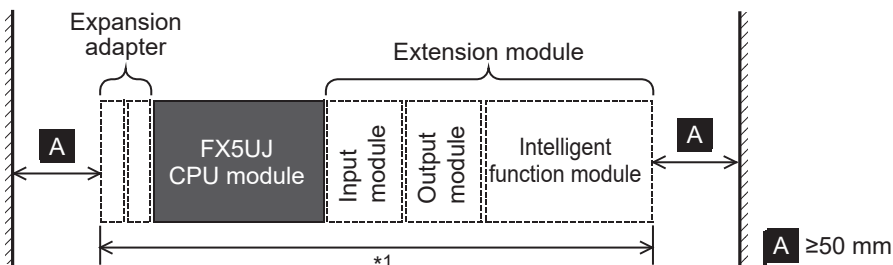 Expansion
adapter
Extension module
A
FX5UJ
CPU module
Input
module
Output
module
Intelligent
function module
A
*1
A ≥50 mm